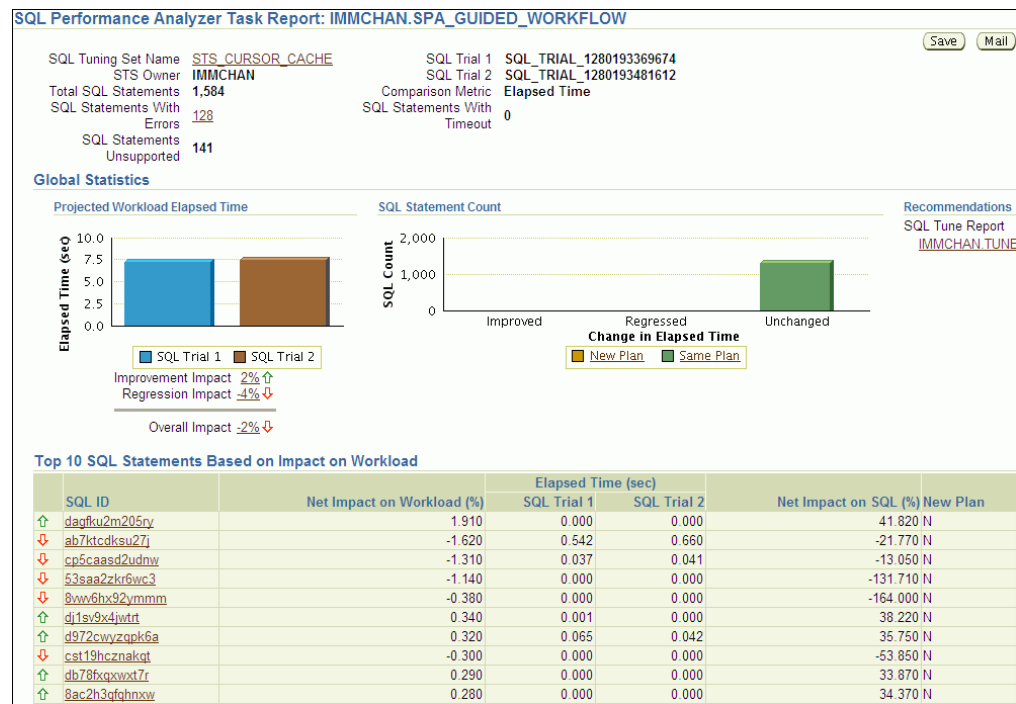 SQL Performance Analyzer Task Report: IMMCHAN.SPA_GUIDED_WORKFLOW
Save Mail
SQL Tuning Set Name STS_CURSOR_CACHE
STS Owner IMMCHAN
Total SQL Statements 1,584
SQL Statements With
Errors 128
SQL Statements
Unsupported 141
SQL Trial 1 SQL_TRIAL_1280193369674
SQL Trial 2 SQL_TRIAL_1280193481612
Comparison Metric Elapsed Time
SQL Statements With
Timeout 0
Global Statistics
Projected Workload Elapsed Time
Elapsed Time (sec)
10.0
7.5
5.0
2.5
0.0
SQL Trial 1 SQL Trial 2
Improvement Impact 2%
Regression Impact -4%
Overall Impact -2%
SQL Statement Count
SQL Count
2,000
1,000
0
Improved Regressed Unchanged
Change in Elapsed Time
New Plan Same Plan
Recommendations
SQL Tune Report
IMMCHAN.TUNE
Top 10 SQL Statements Based on Impact on Workload
Elapsed Time (sec)
SQL ID Net Impact on Workload (%) SQL Trial 1 SQL Trial 2 Net Impact on SQL (%) New Plan
dagfku2m205ry 1.910 0.000 0.000 41.820 N
ab7ktcdksu27j -1.620 0.542 0.660 -21.770 N
cp5caasd2udnw -1.310 0.037 0.041 -13.050 N
53saa2zkr6wc3 -1.140 0.000 0.000 -131.710 N
8vwv6hx92ymmm -0.380 0.000 0.000 -164.000 N
dj1sv9x4jwtrt 0.340 0.001 0.000 38.220 N
d972cwyzqpk6a 0.320 0.065 0.042 35.750 N
cst19hcznakqt -0.300 0.000 0.000 -53.850 N
db78fxqxwxt7r 0.290 0.000 0.000 33.870 N
8ac2h3qfqhnxw 0.280 0.000 0.000 34.370 N